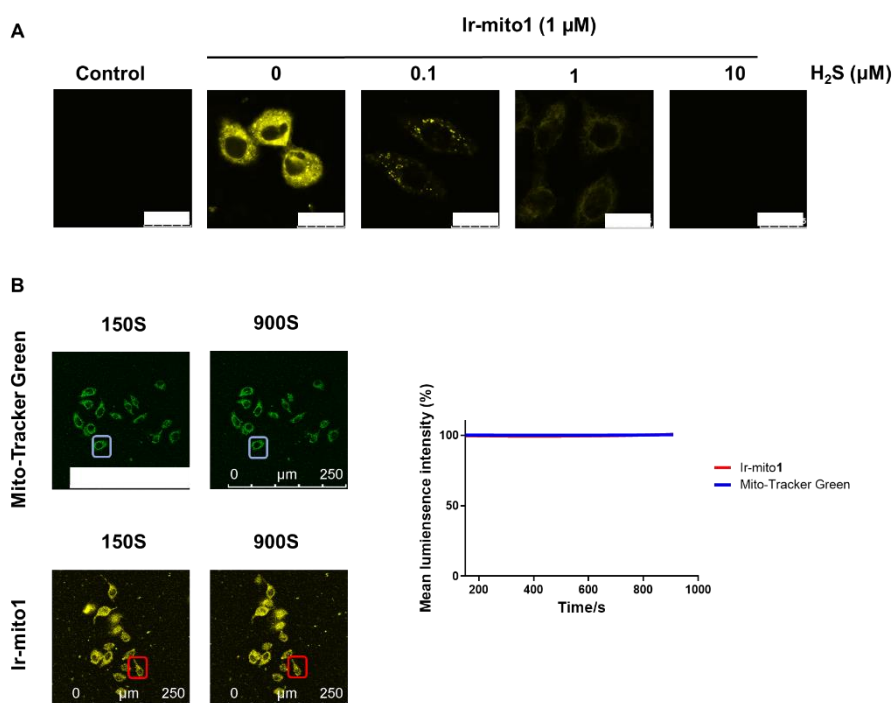 A
Ir-mito1 (1 µM)
Control 0 0.1 1 10 H₂S (µM)
B
Mito-Tracker Green
150S 900S
0 µm 250
Ir-mito1
150S 900S
0 µm 250 0 µm 250
Mean lumiensence intensity (%)
100
50
0
200 400 600 800 1000
Time/s
Ir-mito1
Mito-Tracker Green